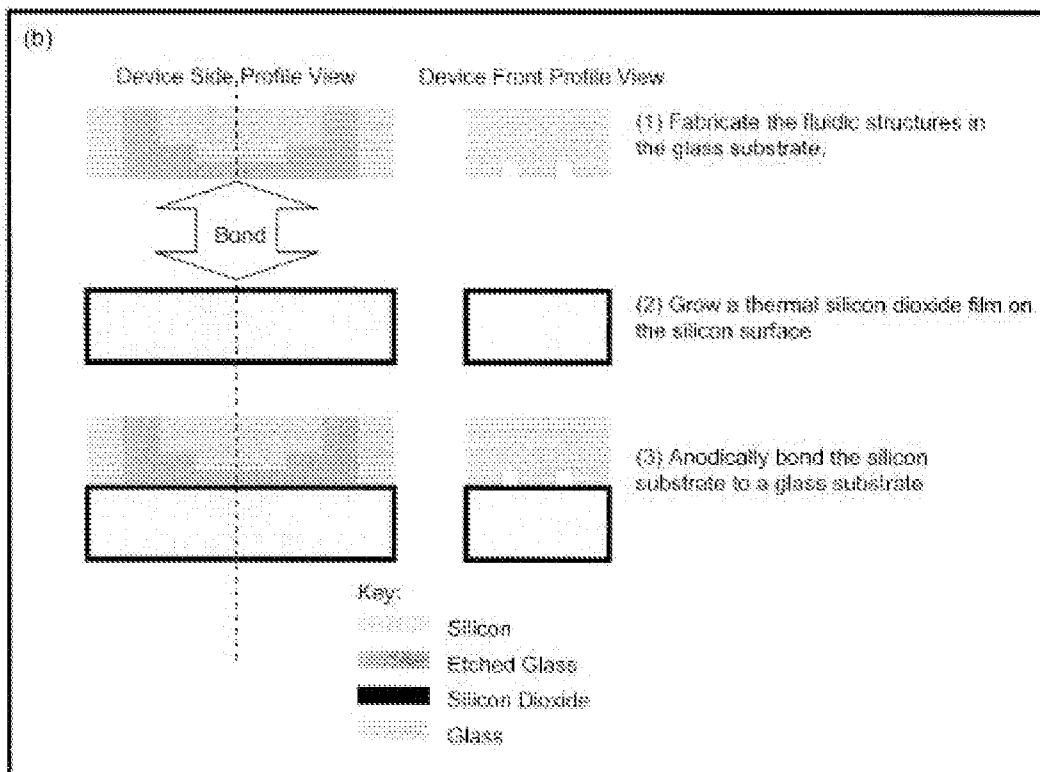 (b)
Device Side Profile View
Device Front Profile View
(1) Fabricate the fluidic structures in
the glass substrate.
Bond
(2) Grow a thermal silicon dioxide film on
the silicon surface
(3) Anodically bond the silicon
substrate to a glass substrate
Key:
Silicon
Etched Glass
Silicon Dioxide
Glass